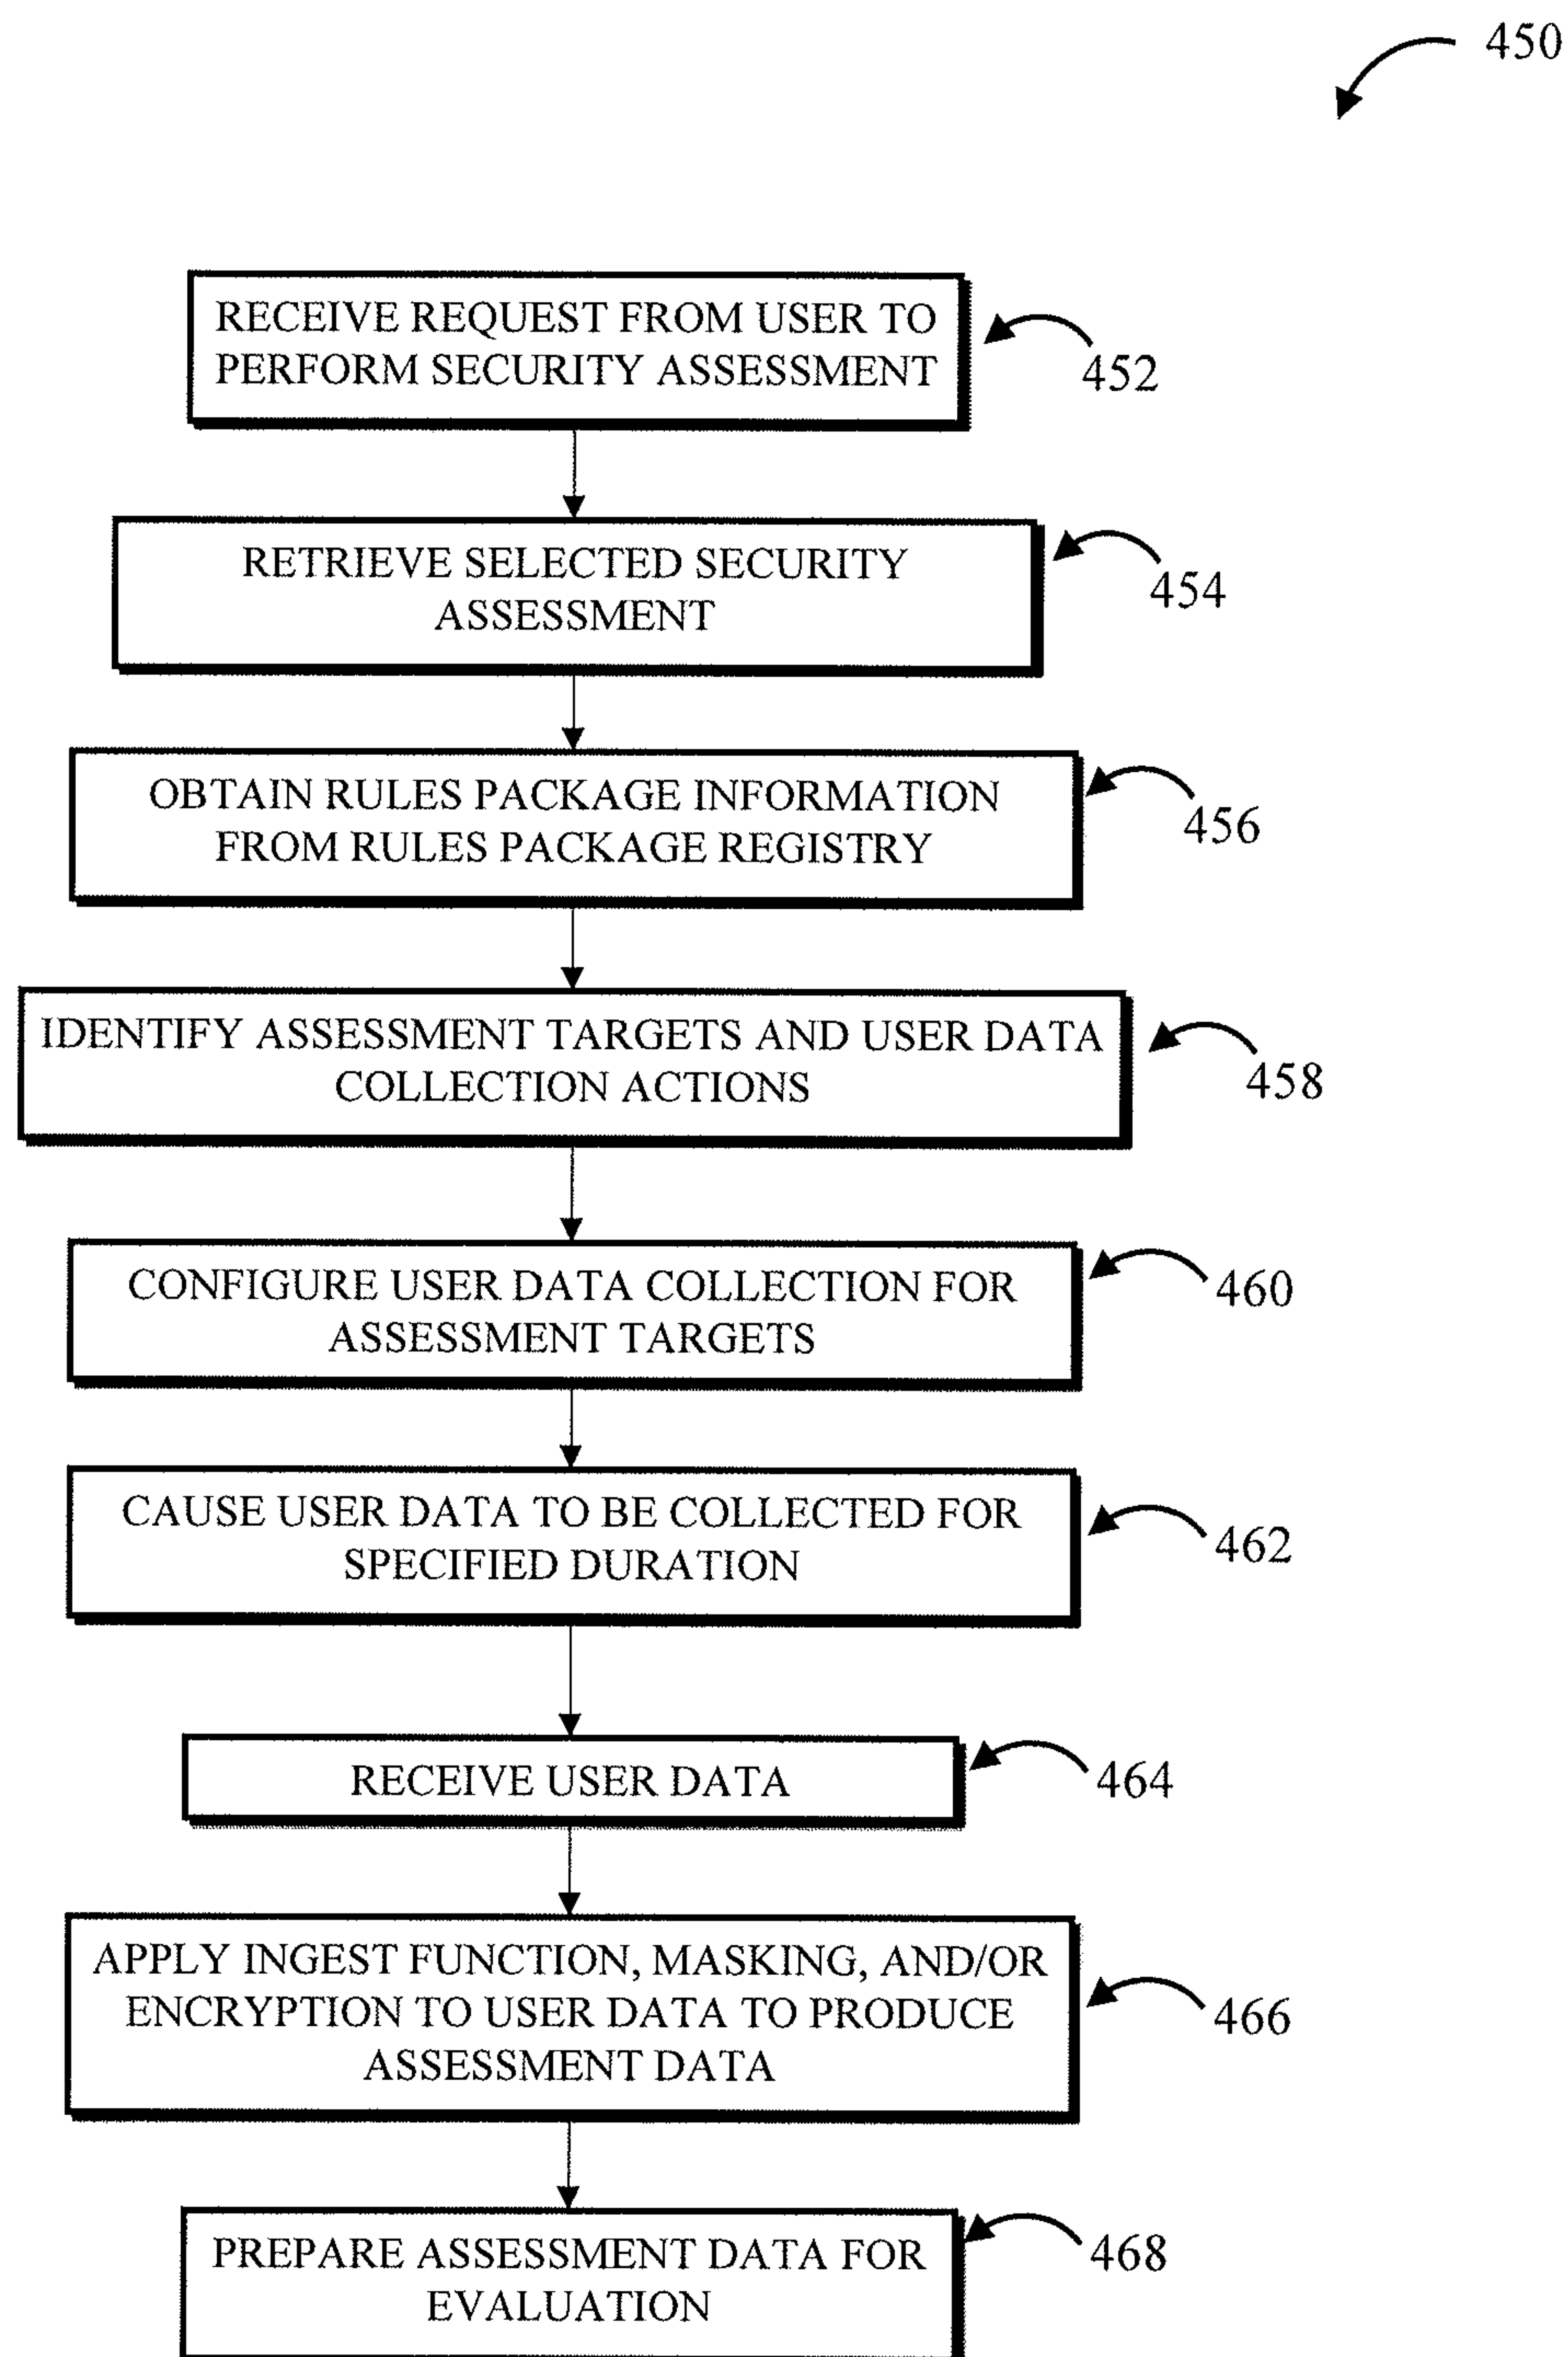 450
RECEIVE REQUEST FROM USER TO
PERFORM SECURITY ASSESSMENT
452
RETRIEVE SELECTED SECURITY
ASSESSMENT
454
OBTAIN RULES PACKAGE INFORMATION
FROM RULES PACKAGE REGISTRY
456
IDENTIFY ASSESSMENT TARGETS AND USER DATA
COLLECTION ACTIONS
458
CONFIGURE USER DATA COLLECTION FOR
ASSESSMENT TARGETS
460
CAUSE USER DATA TO BE COLLECTED FOR
SPECIFIED DURATION
462
RECEIVE USER DATA
464
APPLY INGEST FUNCTION, MASKING, AND/OR
ENCRYPTION TO USER DATA TO PRODUCE
ASSESSMENT DATA
466
PREPARE ASSESSMENT DATA FOR
EVALUATION
468